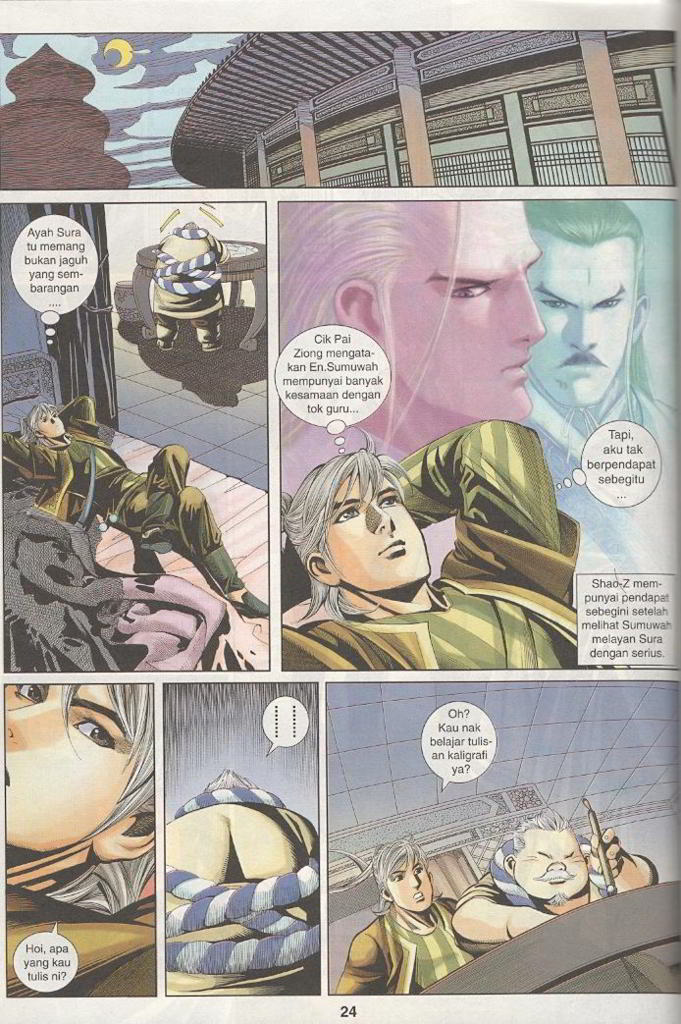 Ayah Sura
tu memang
bukan jaguh
yang sem-
barangan
....
Cik Pai
Ziong mengata-
kan En.Sumuwah
mempunyai banyak
kesamaan dengan
tok guru...
Tapi,
aku tak
berpendapat
sebegitu
...
Shao-Z mem-
punyai pendapat
sebegini setelah
melihat Sumuwah
melayan Sura
dengan serius.
Hoi, apa
yang kau
tulis ni?
Oh?
Kau nak
belajar tulis-
an kaligrafi
ya?
24